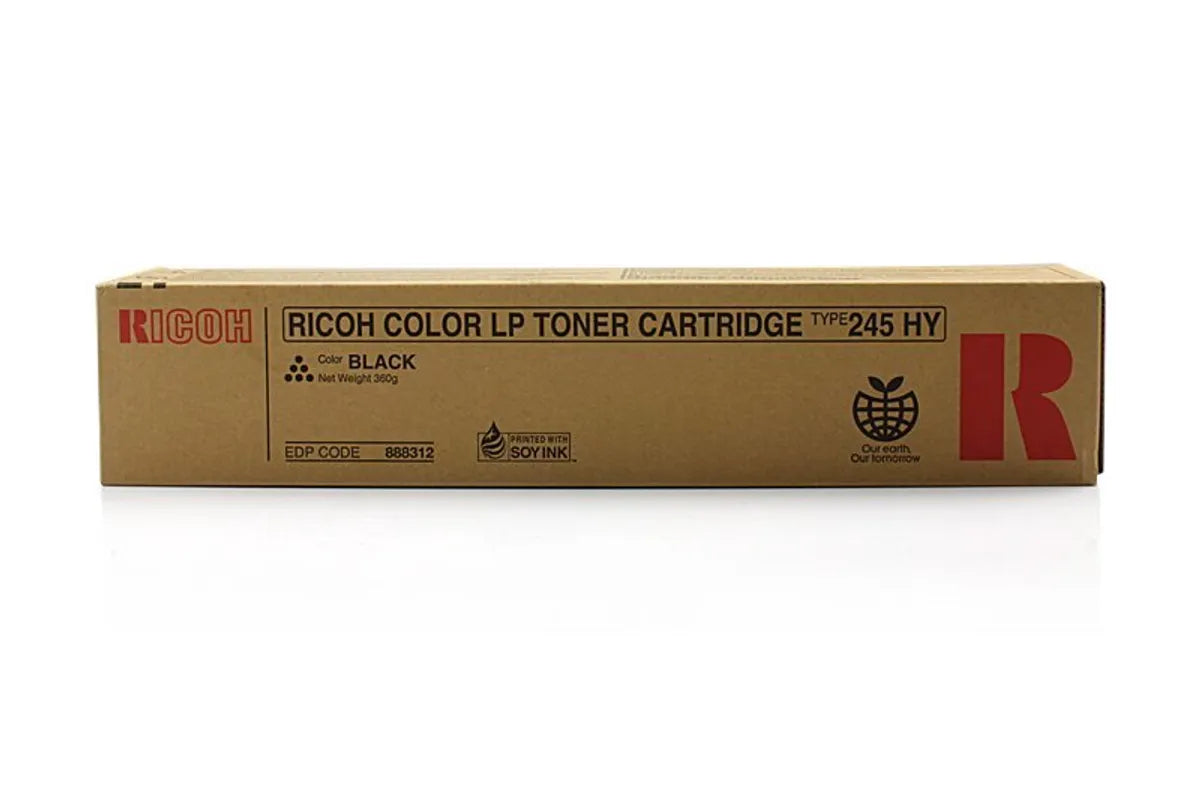 RICOH
RICOH COLOR LP TONER CARTRIDGE TYPE 245 HY
Color BLACK
Net Weight 360g
EDP CODE 888312
PRINTED WITH
SOY INK
Our earth,
Our tomorrow
R